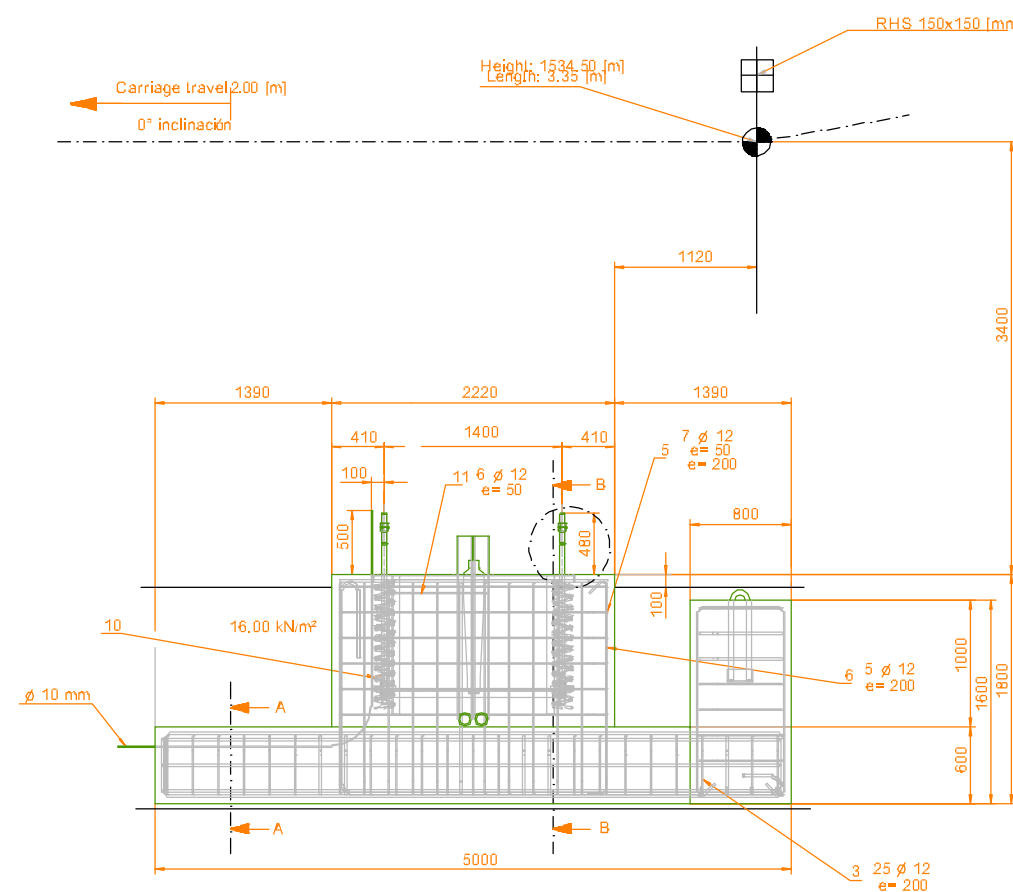 RHS 150x150 [mn
Height: 1534.50 [m]
Length: 3.35 [m]
Carriage travel 2.00 [m]
0° inclinación
1120
3400
1390
2220
1390
410
1400
410
7 ø 12
e= 50
e= 200
5
100
11
6 ø 12
e= 50
B
800
500
480
100
10
16,00 kN/m²
6
5 ø 12
e= 200
1000
1600
1800
ø 10 mm
A
600
A
B
5000
3
25 ø 12
e= 200